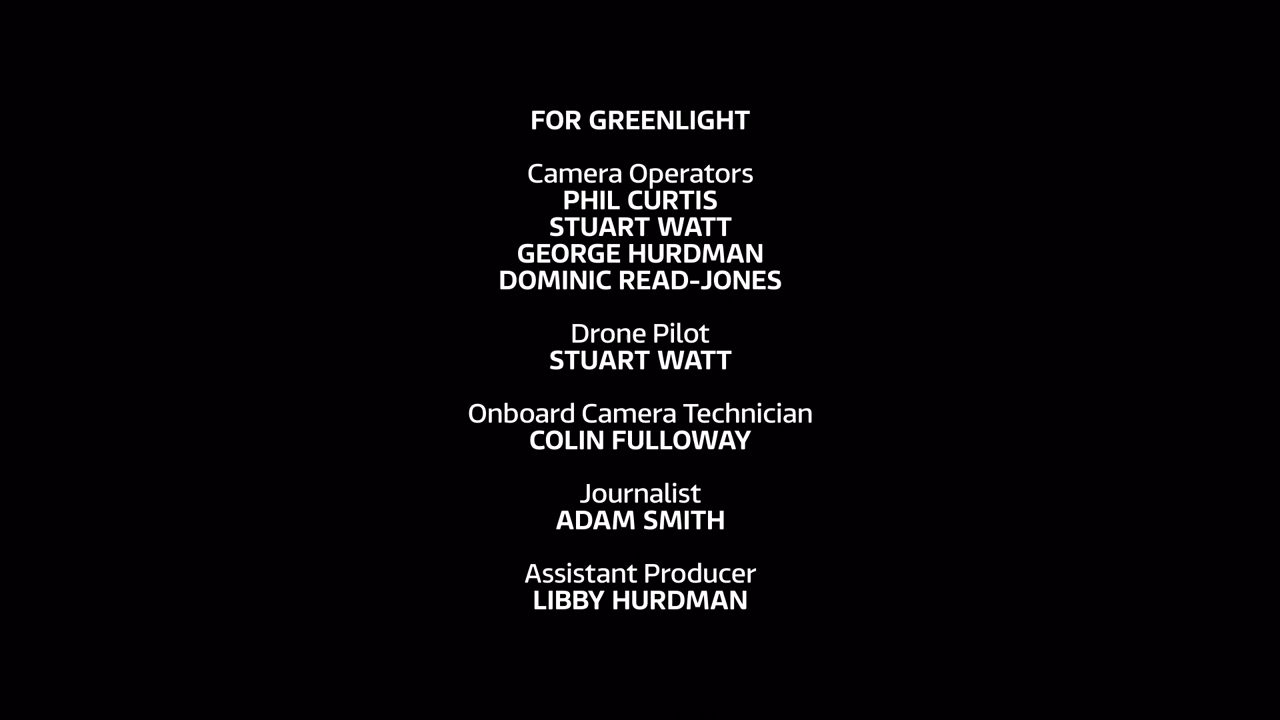 FOR GREENLIGHT
Camera Operators
PHIL CURTIS
STUART WATT
GEORGE HURDMAN
DOMINIC READ-JONES
Drone Pilot
STUART WATT
Onboard Camera Technician
COLIN FULLOWAY
Journalist
ADAM SMITH
Assistant Producer
LIBBY HURDMAN